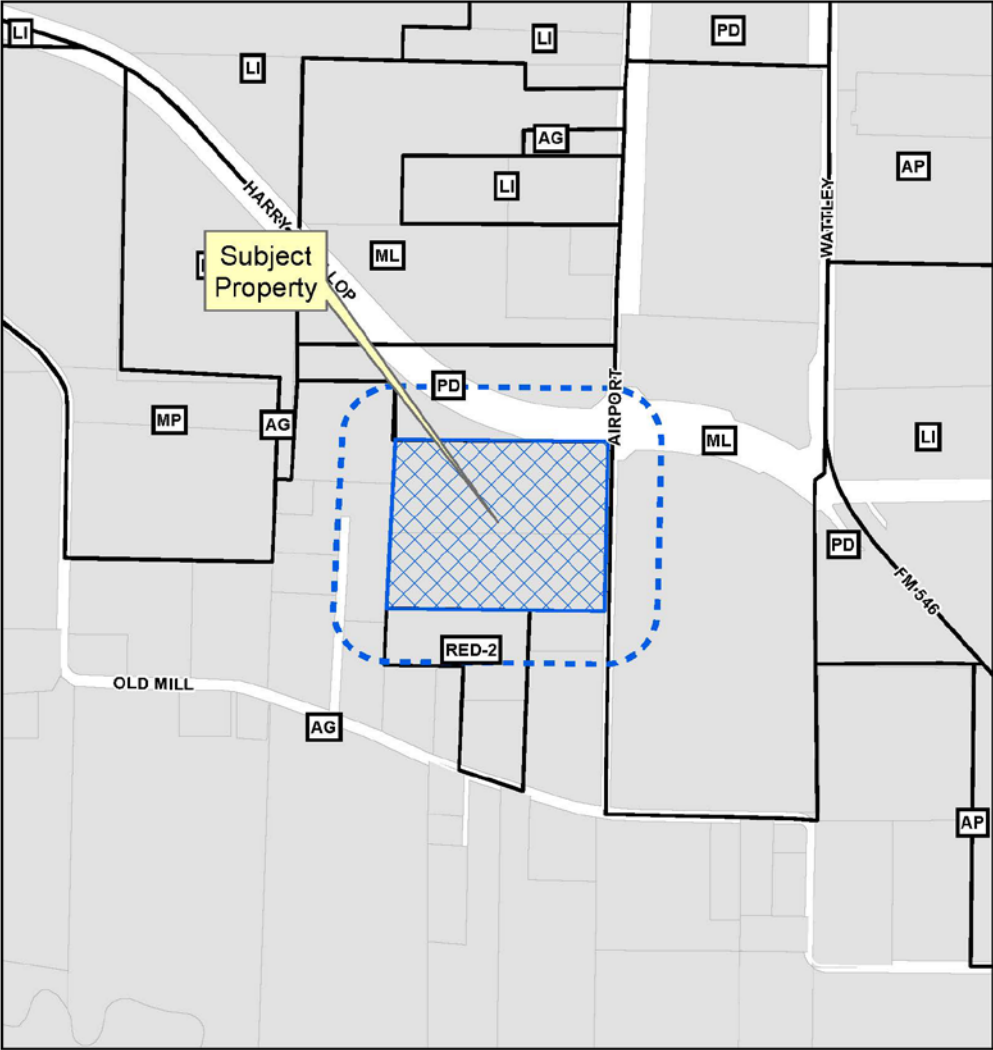 LI
PD
LI
LI
AG
AP
LI
WATTLEY
HARRY
ML
Subject
Property
LOP
PD
AIRPORT
MP
AG
ML
LI
PD
FM 546
RED-2
OLD MILL
AG
AP